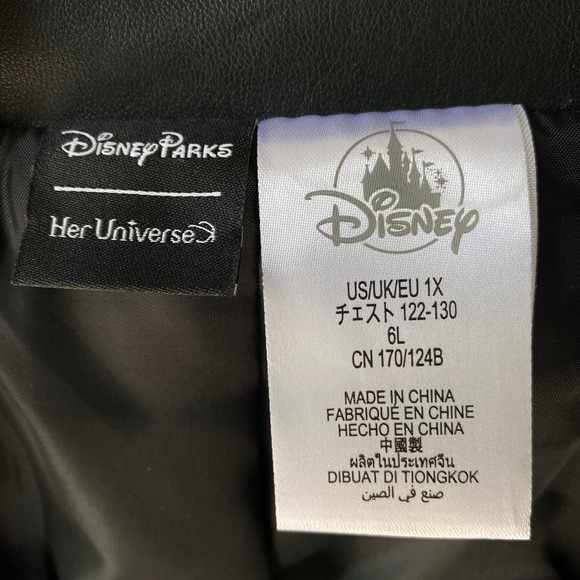 Disney Parks
Her Universe
Disney
US/UK/EU 1X
チェスト 122-130
6L
CN 170/124B
MADE IN CHINA
FABRIQUÉ EN CHINE
HECHO EN CHINA
中國製
ผลิตในประเทศจีน
DIBUAT DI TIONGKOK
صنع في الصين